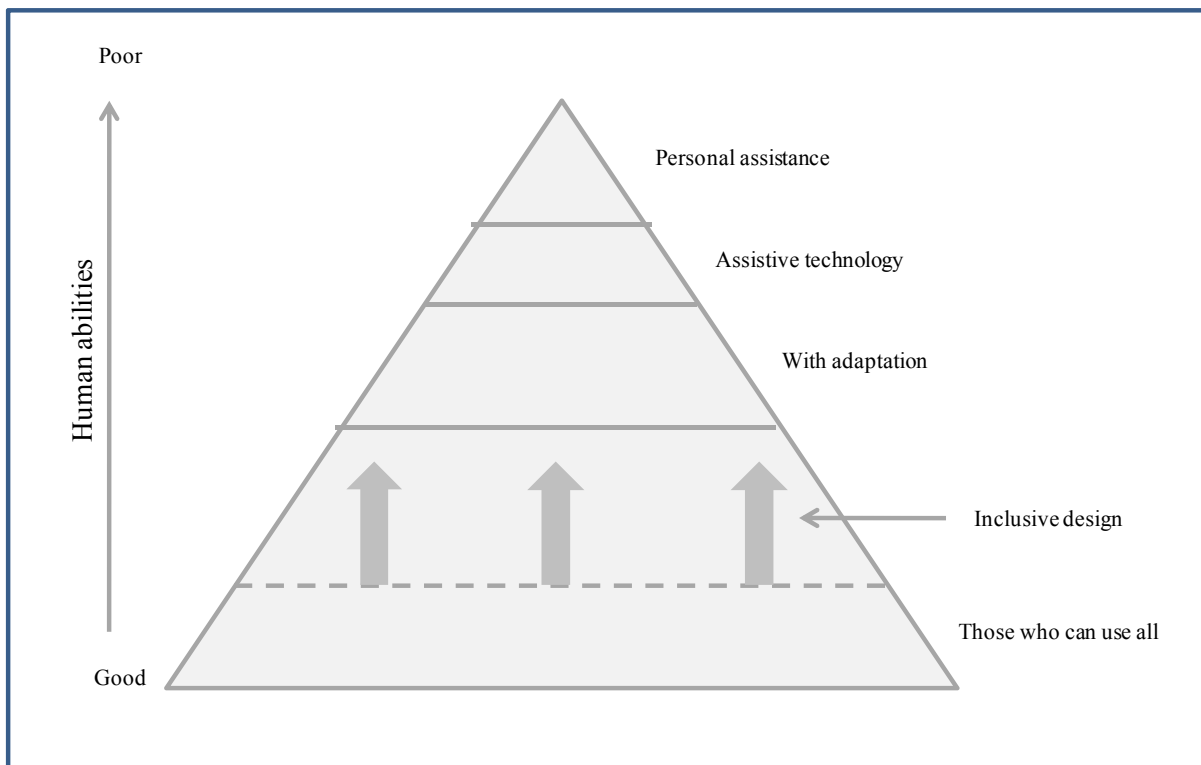 Poor
Personal assistance
Assistive technology
Human abilities
With adaptation
Inclusive design
Those who can use all
Good